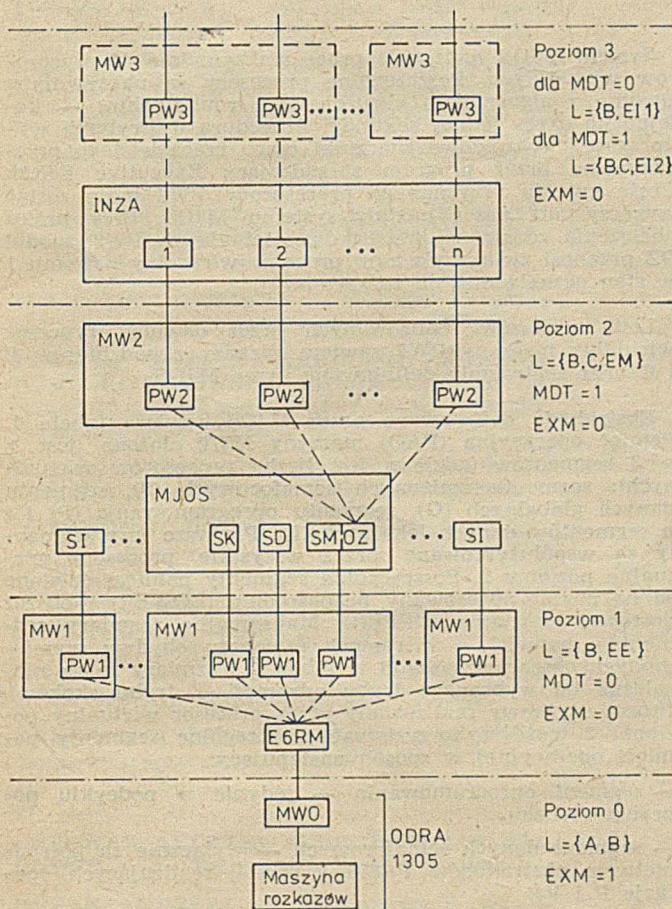 MW3
MW3
Poziom 3
dla MDT=0
PW3
PW3
PW3
L={B,EI1}
dla MDT=1
L={B,C,EI2}
INZA
EXM=0
1
2
n
MW2
Poziom 2
L={B,C,EM}
MDT=1
PW2
PW2
PW2
EXM=0
MJOS
SI
SK
SD
SM
OZ
SI
MW1
MW1
MW1
Poziom 1
L={B,EE}
PW1
PW1
PW1
PW1
PW1
MDT=0
EXM=0
E6RM
MW0
ODRA
1305
Poziom 0
L={A,B}
Maszyna
rozkazów
EXM=1